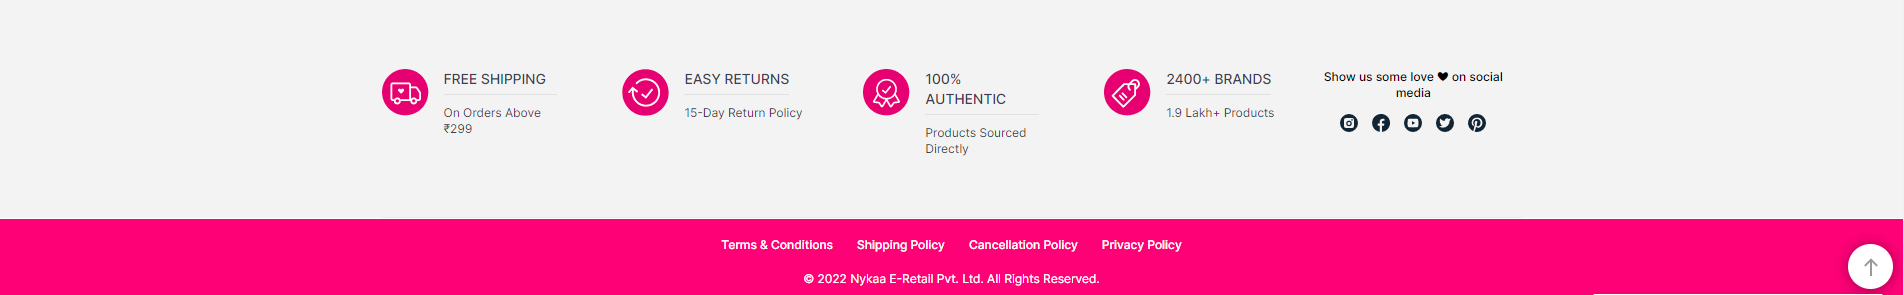 FREE SHIPPING
On Orders Above
₹299
EASY RETURNS
15-Day Return Policy
100%
AUTHENTIC
Products Sourced
Directly
2400+ BRANDS
1.9 Lakh+ Products
Show us some love ♥ on social
media
Terms & Conditions Shipping Policy Cancellation Policy Privacy Policy
© 2022 Nykaa E-Retail Pvt. Ltd. All Rights Reserved.